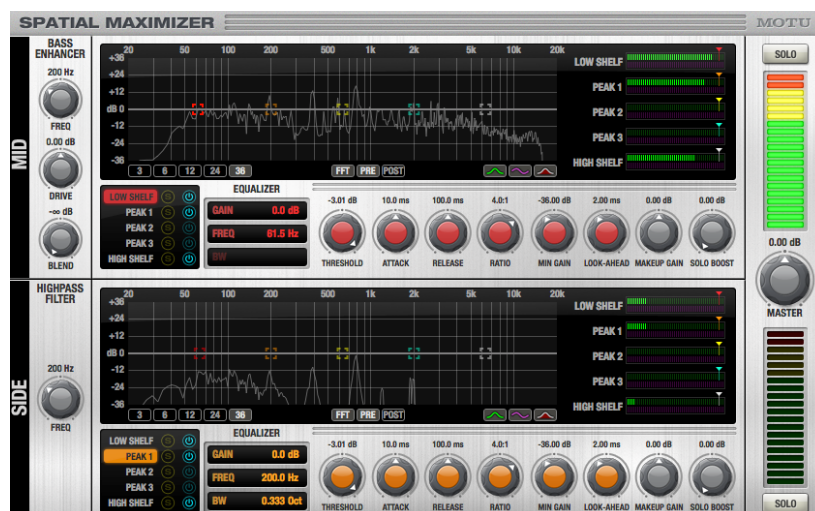 SPATIAL MAXIMIZER
MOTU
MID
BASS
ENHANCER
200 Hz
FREQ
0.00 dB
DRIVE
-∞ dB
BLEND
20 50 100 200 500 1k 2k 5k 10k 20k
+36
+24
+12
dB 0
-12
-24
-36
3 6 12 24 36
FFT PRE POST
LOW SHELF
PEAK 1
PEAK 2
PEAK 3
HIGH SHELF
LOW SHELF S
PEAK 1 S
PEAK 2 S
PEAK 3 S
HIGH SHELF S
EQUALIZER
GAIN 0.0 dB
FREQ 61.5 Hz
BW
-3.01 dB 10.0 ms 100.0 ms 4.0:1 -36.00 dB 2.00 ms 0.00 dB 0.00 dB
THRESHOLD ATTACK RELEASE RATIO MIN GAIN LOOK-AHEAD MAKEUP GAIN SOLO BOOST
SOLO
0.00 dB
MASTER
SIDE
HIGHPASS
FILTER
200 Hz
FREQ
20 50 100 200 500 1k 2k 5k 10k 20k
+36
+24
+12
dB 0
-12
-24
-36
3 6 12 24 36
FFT PRE POST
LOW SHELF
PEAK 1
PEAK 2
PEAK 3
HIGH SHELF
LOW SHELF S
PEAK 1 S
PEAK 2 S
PEAK 3 S
HIGH SHELF S
EQUALIZER
GAIN 0.0 dB
FREQ 200.0 Hz
BW 0.333 Oct
-3.01 dB 10.0 ms 100.0 ms 4.0:1 -36.00 dB 2.00 ms 0.00 dB 0.00 dB
THRESHOLD ATTACK RELEASE RATIO MIN GAIN LOOK-AHEAD MAKEUP GAIN SOLO BOOST
SOLO